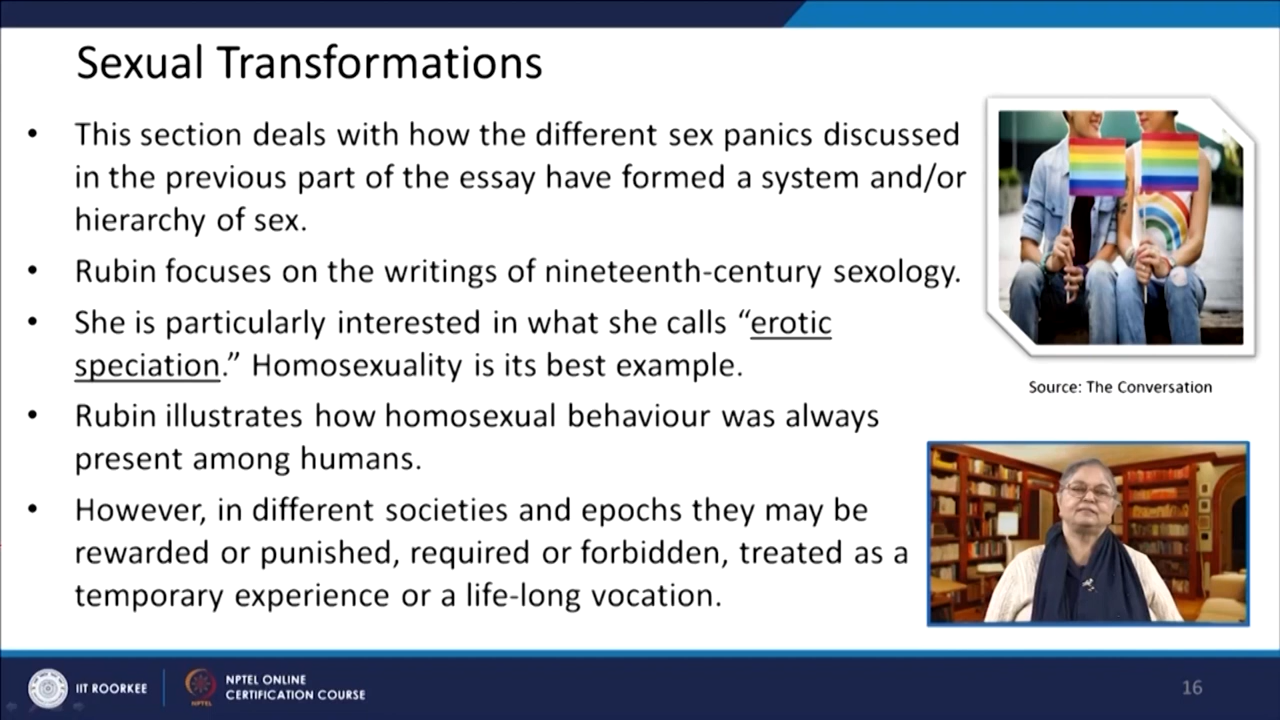 Sexual Transformations
• This section deals with how the different sex panics discussed
in the previous part of the essay have formed a system and/or
hierarchy of sex.
• Rubin focuses on the writings of nineteenth-century sexology.
• She is particularly interested in what she calls “erotic
speciation.” Homosexuality is its best example.
• Rubin illustrates how homosexual behaviour was always
present among humans.
• However, in different societies and epochs they may be
rewarded or punished, required or forbidden, treated as a
temporary experience or a life-long vocation.
Source: The Conversation
IIT ROORKEE
NPTEL
NPTEL ONLINE
CERTIFICATION COURSE
16